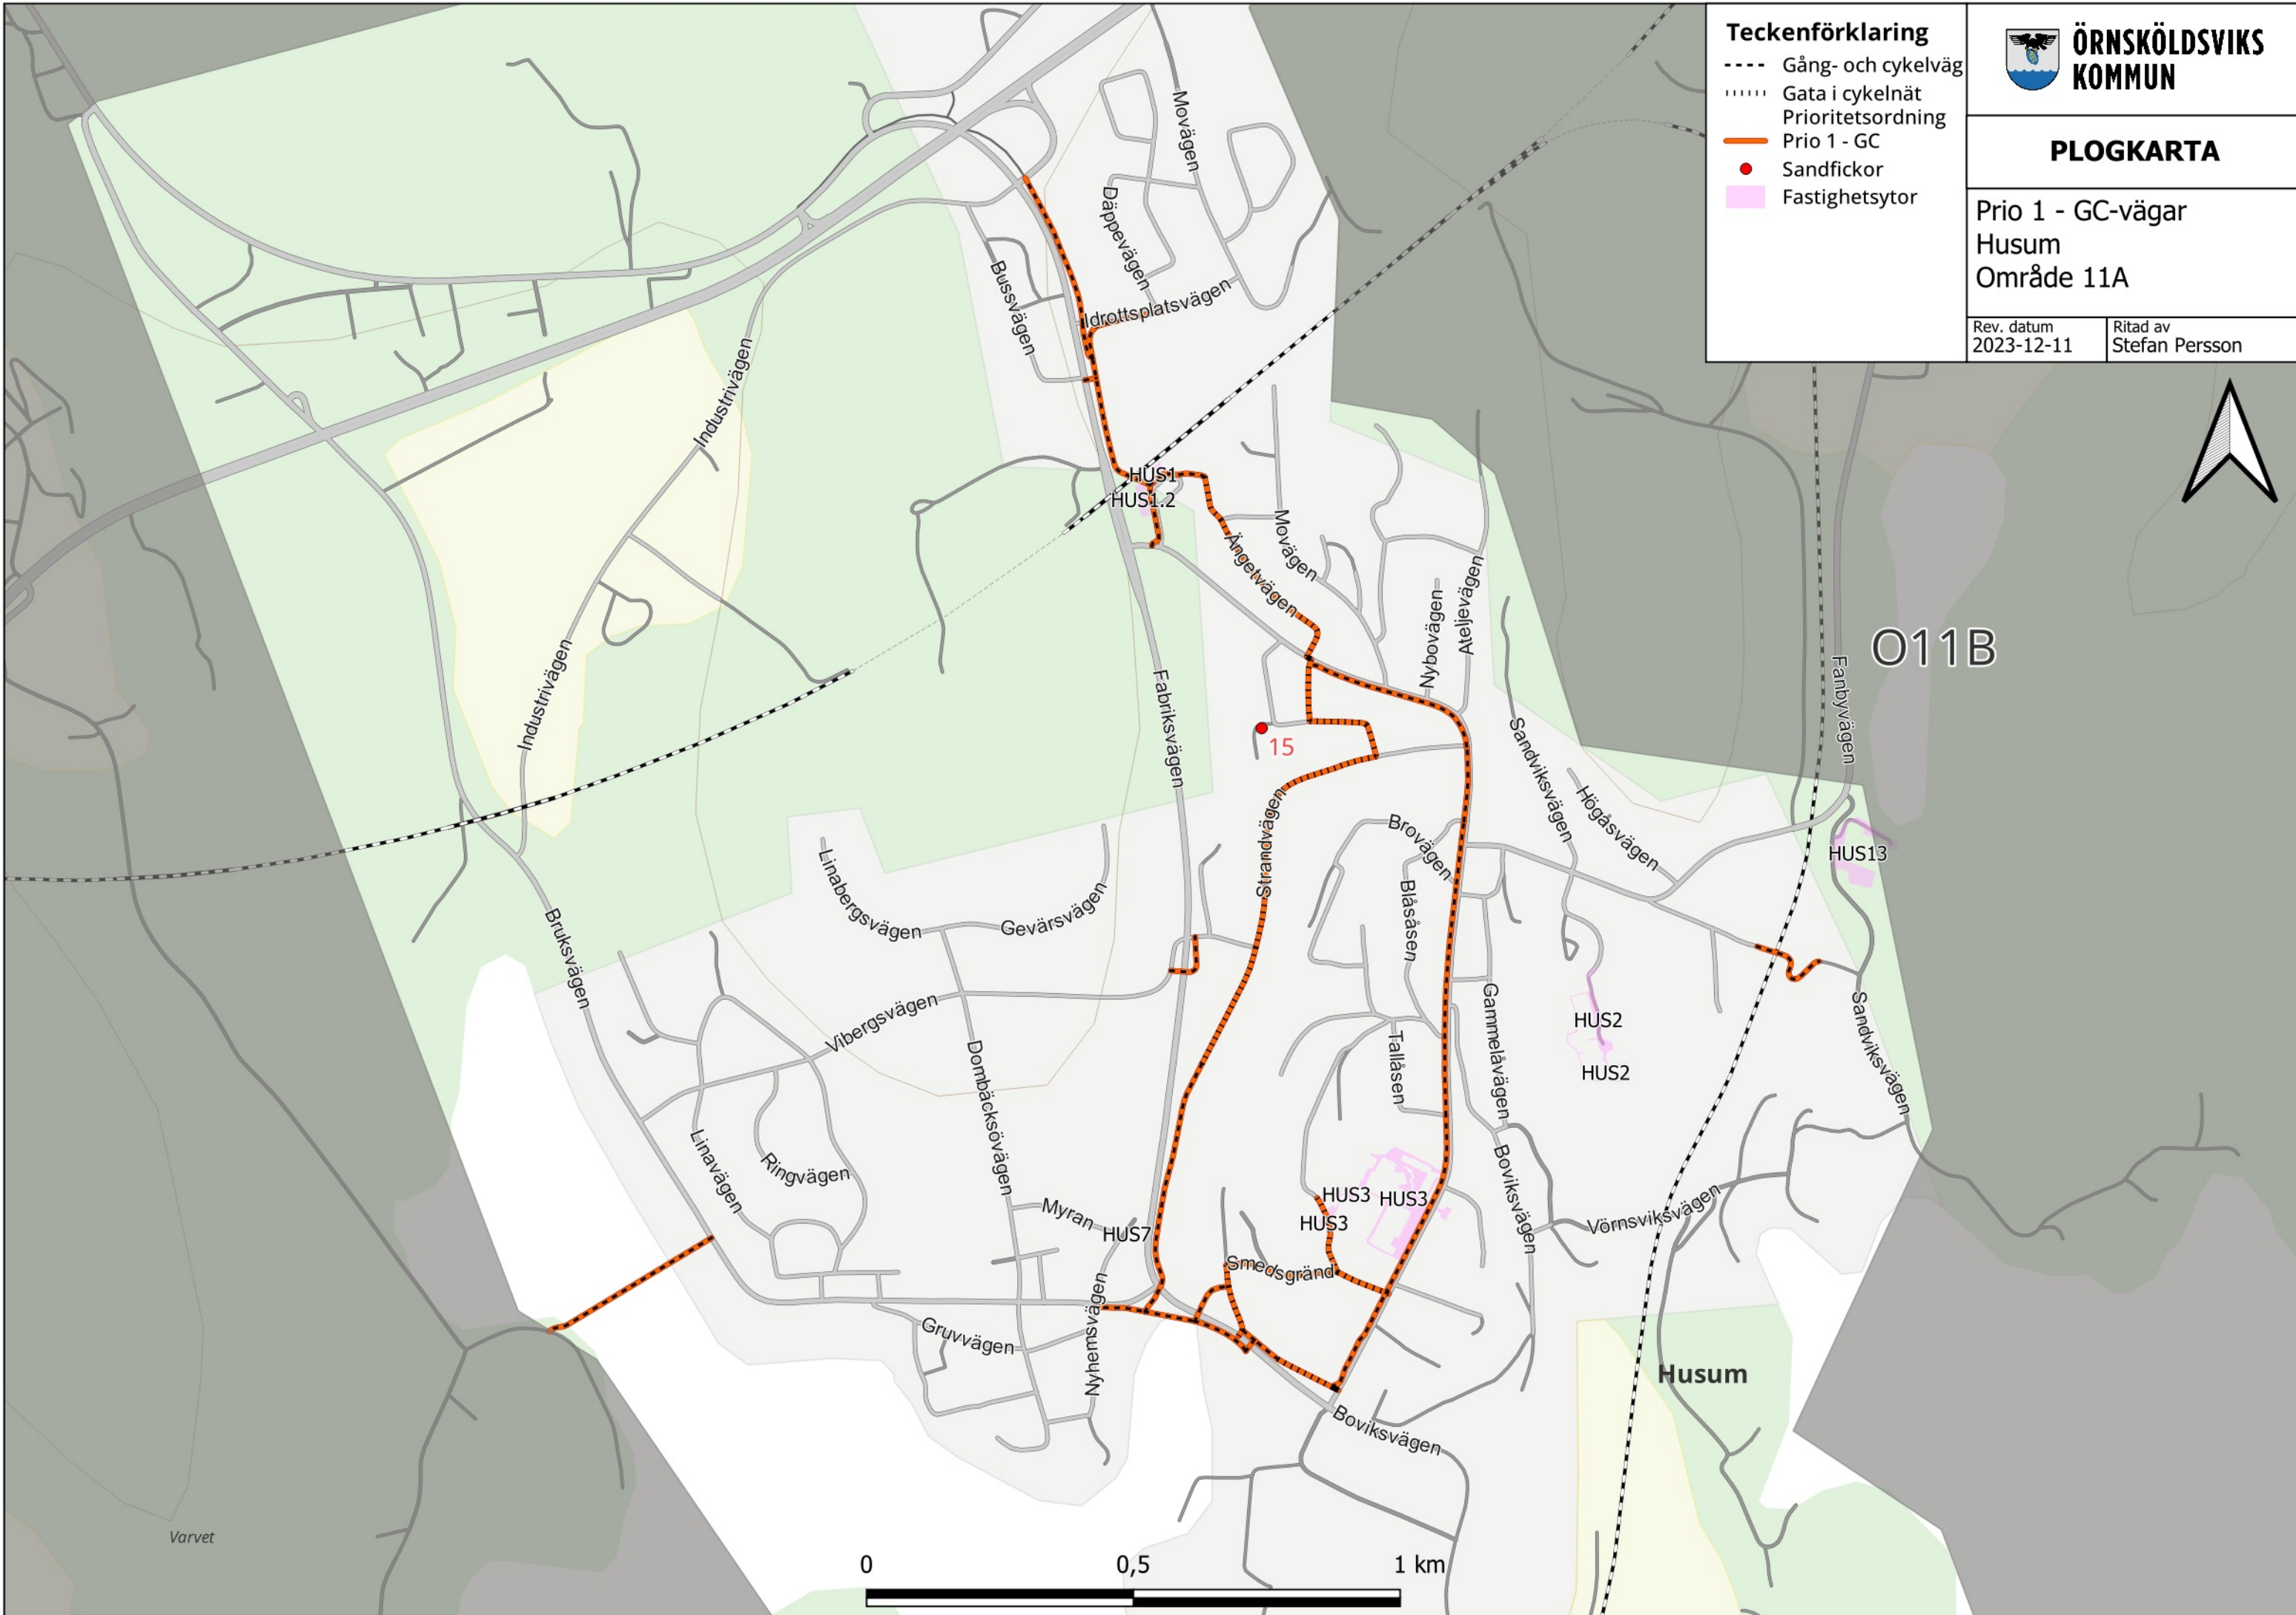 Teckenförklaring
Gång- och cykelväg
Gata i cykelnät
Prioritetsordning
Prio 1 - GC
Sandfickor
Fastighetsytor
ÖRNSKÖLDSVIKS
KOMMUN
PLOGKARTA
Prio 1 - GC-vägar
Husum
Område 11A
Rev. datum
2023-12-11
Ritad av
Stefan Persson
Movägen
Däppevägen
Bussvägen
Idrottsplatsvägen
Industrivägen
HUS1
HUS1.2
Movägen
Ängetvägen
Ateljevägen
Nybovägen
O11B
Industrivägen
Fabriksvägen
Fanbyvägen
15
Sandviksvägen
Högåsvägen
Strandvägen
Brovägen
HUS13
Linabergsvägen
Gevärsvägen
Blåsåsen
Bruksvägen
Vibergsvägen
Gammelåvägen
HUS2
HUS2
Sandviksvägen
Dombäcksövägen
Tallåsen
Linavägen
Ringvägen
Boviksvägen
HUS3
HUS3
HUS3
Myran
HUS7
Vörnsviksvägen
Smedsgränd
Gruvvägen
Nyhemsvägen
Husum
Boviksvägen
Varvet
0
0,5
1 km